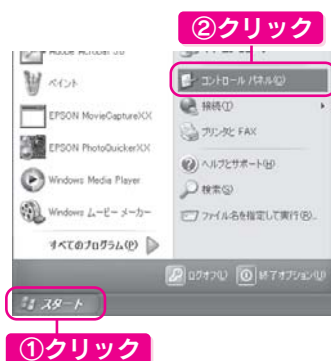 ②クリック
Adobe Acrobat 5.0
ペイント
EPSON MovieCaptureXX
EPSON PhotoQuickerXX
Windows Media Player
Windows ムービー メーカー
すべてのプログラム(P)
コントロール パネル(C)
接続(T)
プリンタと FAX
ヘルプとサポート(H)
検索(S)
ファイル名を指定して実行(R)...
ログオフ(L)
終了オプション(U)
スタート
①クリック